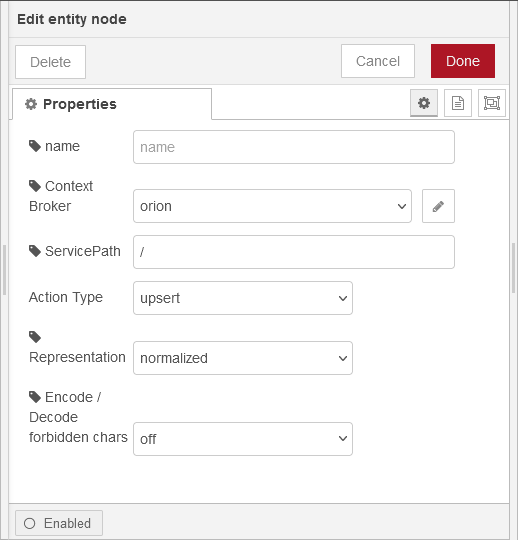 Edit entity node
Delete
Cancel
Done
Properties
name
name
Context
Broker
orion
ServicePath
/
Action Type
upsert
Representation
normalized
Encode /
Decode
forbidden chars
off
Enabled